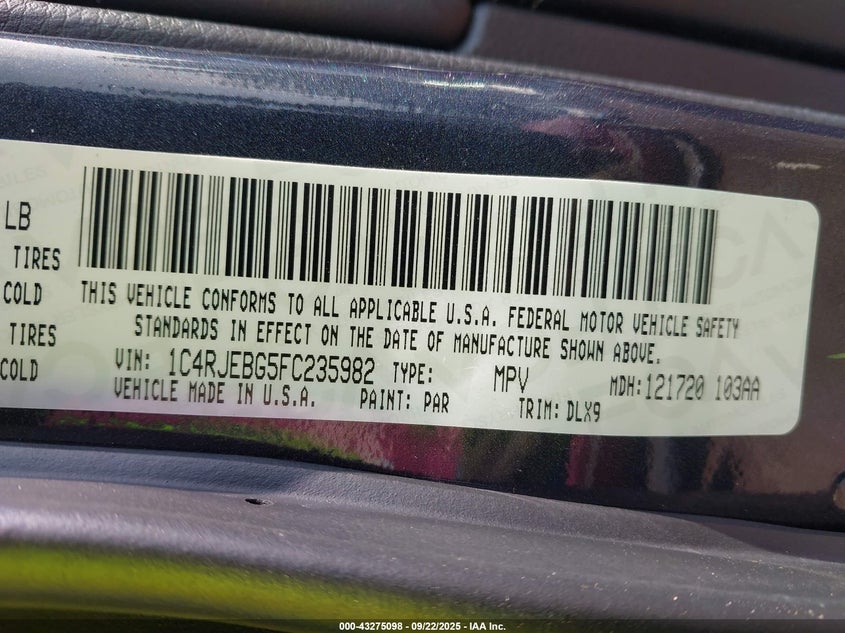 LB
TIRES
COLD
TIRES
COLD
THIS VEHICLE CONFORMS TO ALL APPLICABLE U.S.A. FEDERAL MOTOR VEHICLE SAFETY
STANDARDS IN EFFECT ON THE DATE OF MANUFACTURE SHOWN ABOVE.
VIN: 1C4RJEBG5FC235982 TYPE: MPV MDH:121720 103AA
VEHICLE MADE IN U.S.A. PAINT: PAR TRIM: DLX9
000-43275098 - 09/22/2025 - IAA Inc.